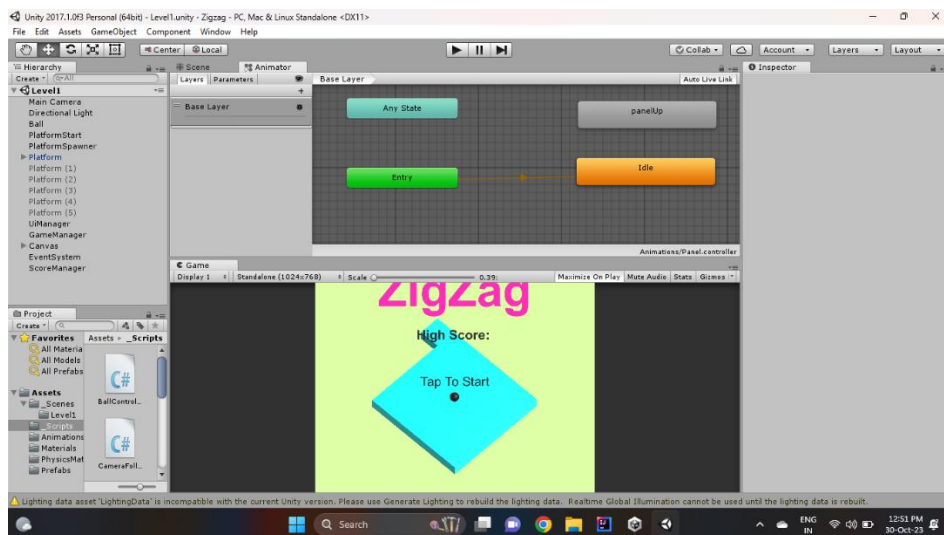 Unity 2017.1.0f3 Personal (64bit) - Level1.unity - Zigzag - PC, Mac & Linux Standalone <DX11>
File Edit Assets GameObject Component Window Help
Center Local Collab Account Layers Layout
Hierarchy
Create All
Level1
Main Camera
Directional Light
Ball
PlatformStart
PlatformSpawner
Platform
Platform (1)
Platform (2)
Platform (3)
Platform (4)
Platform (5)
UiManager
GameManager
Canvas
EventSystem
ScoreManager
Scene Animator
Layers Parameters Base Layer Auto Live Link
Base Layer
Any State
panelUp
Entry
Idle
Animations/Panel.controller
Inspector
Game
Display 1 Standalone (1024x768) Scale 0.39: Maximize On Play Mute Audio Stats Gizmos
ZigZag
High Score:
Tap To Start
Project
Create
Favorites
All Materia
All Models
All Prefabs
Assets
_Scenes
Level1
_Scripts
Animations
Materials
PhysicsMat
Prefabs
Assets _Scripts
C#
BallControl...
C#
CameraFoll...
Lighting data asset 'LightingData' is incompatible with the current Unity version. Please use Generate Lighting to rebuild the lighting data. Realtime Global Illumination cannot be used until the lighting data is rebuilt.
Search
ENG
IN
12:51 PM
30-Oct-23